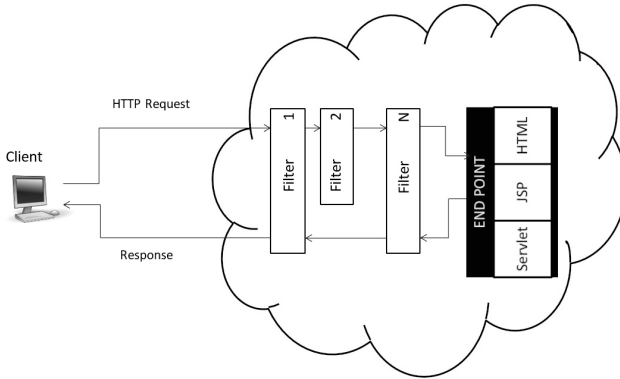 HTTP Request
Client
Response
Filter 1
Filter 2
Filter N
END POINT
HTML
JSP
Servlet